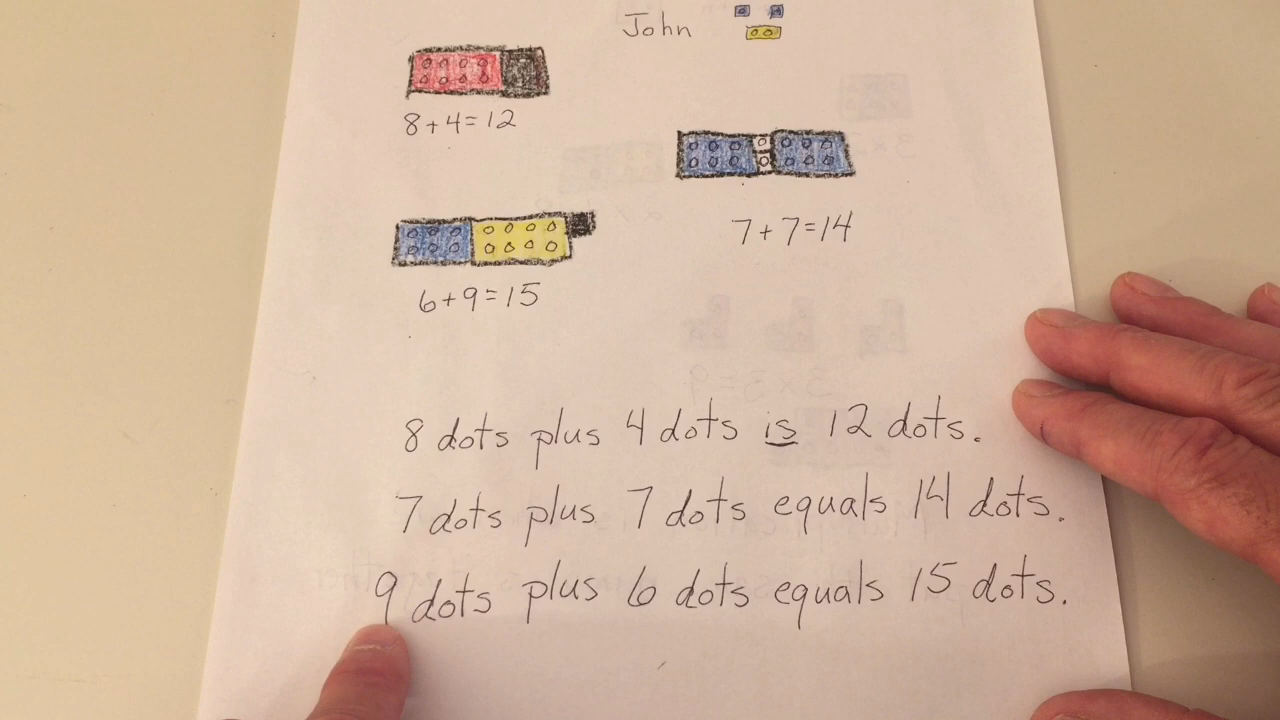 John
8+4=12
7+7=14
6+9=15
8 dots plus 4 dots is 12 dots.
7 dots plus 7 dots equals 14 dots.
9 dots plus 6 dots equals 15 dots.